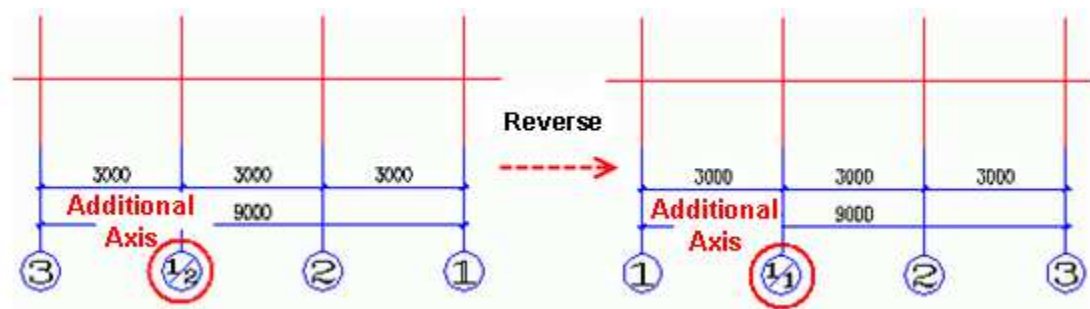 Reverse
3000 3000 3000
Additional
Axis
9000
3 1/2 2 1
3000 3000 3000
Additional
Axis
9000
1 1/1 2 3